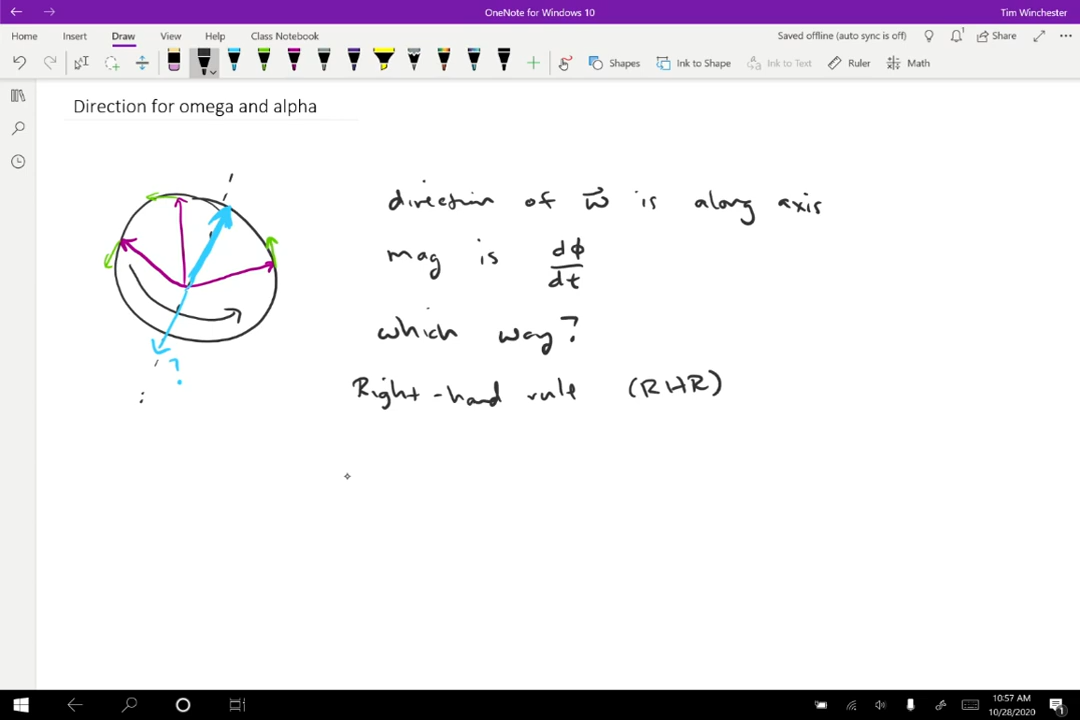 OneNote for Windows 10
Tim Winchester
Home Insert Draw View Help Class Notebook
Saved offline (auto sync is off) Share
Shapes Ink to Shape Ink to Text Ruler Math
Direction for omega and alpha
direction of ω⃗ is along axis
mag is dϕ/dt
which way?
?
Right-hand rule (RHR)
10:57 AM
10/28/2020
1